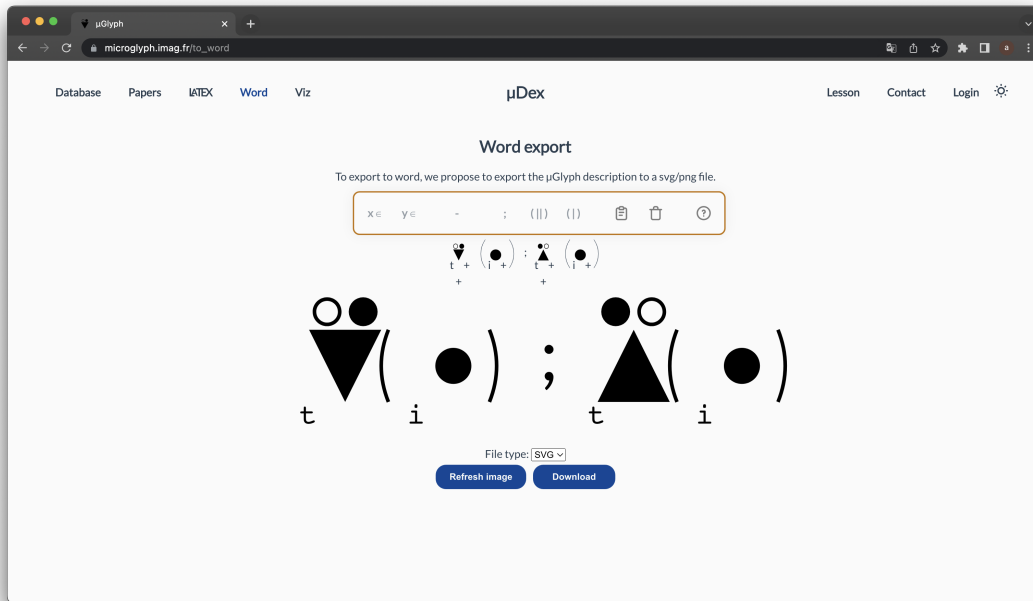 µGlyph
microglyph.imag.fr/to_word
a
Database Papers LATEX Word Viz µDex Lesson Contact Login
Word export
To export to word, we propose to export the µGlyph description to a svg/png file.
x ∈ y ∈ - ; (||) (|) ?
t + ( i + ) ; t + ( i + )
+ +
( ) ; ( )
t i t i
File type: SVG
Refresh image Download